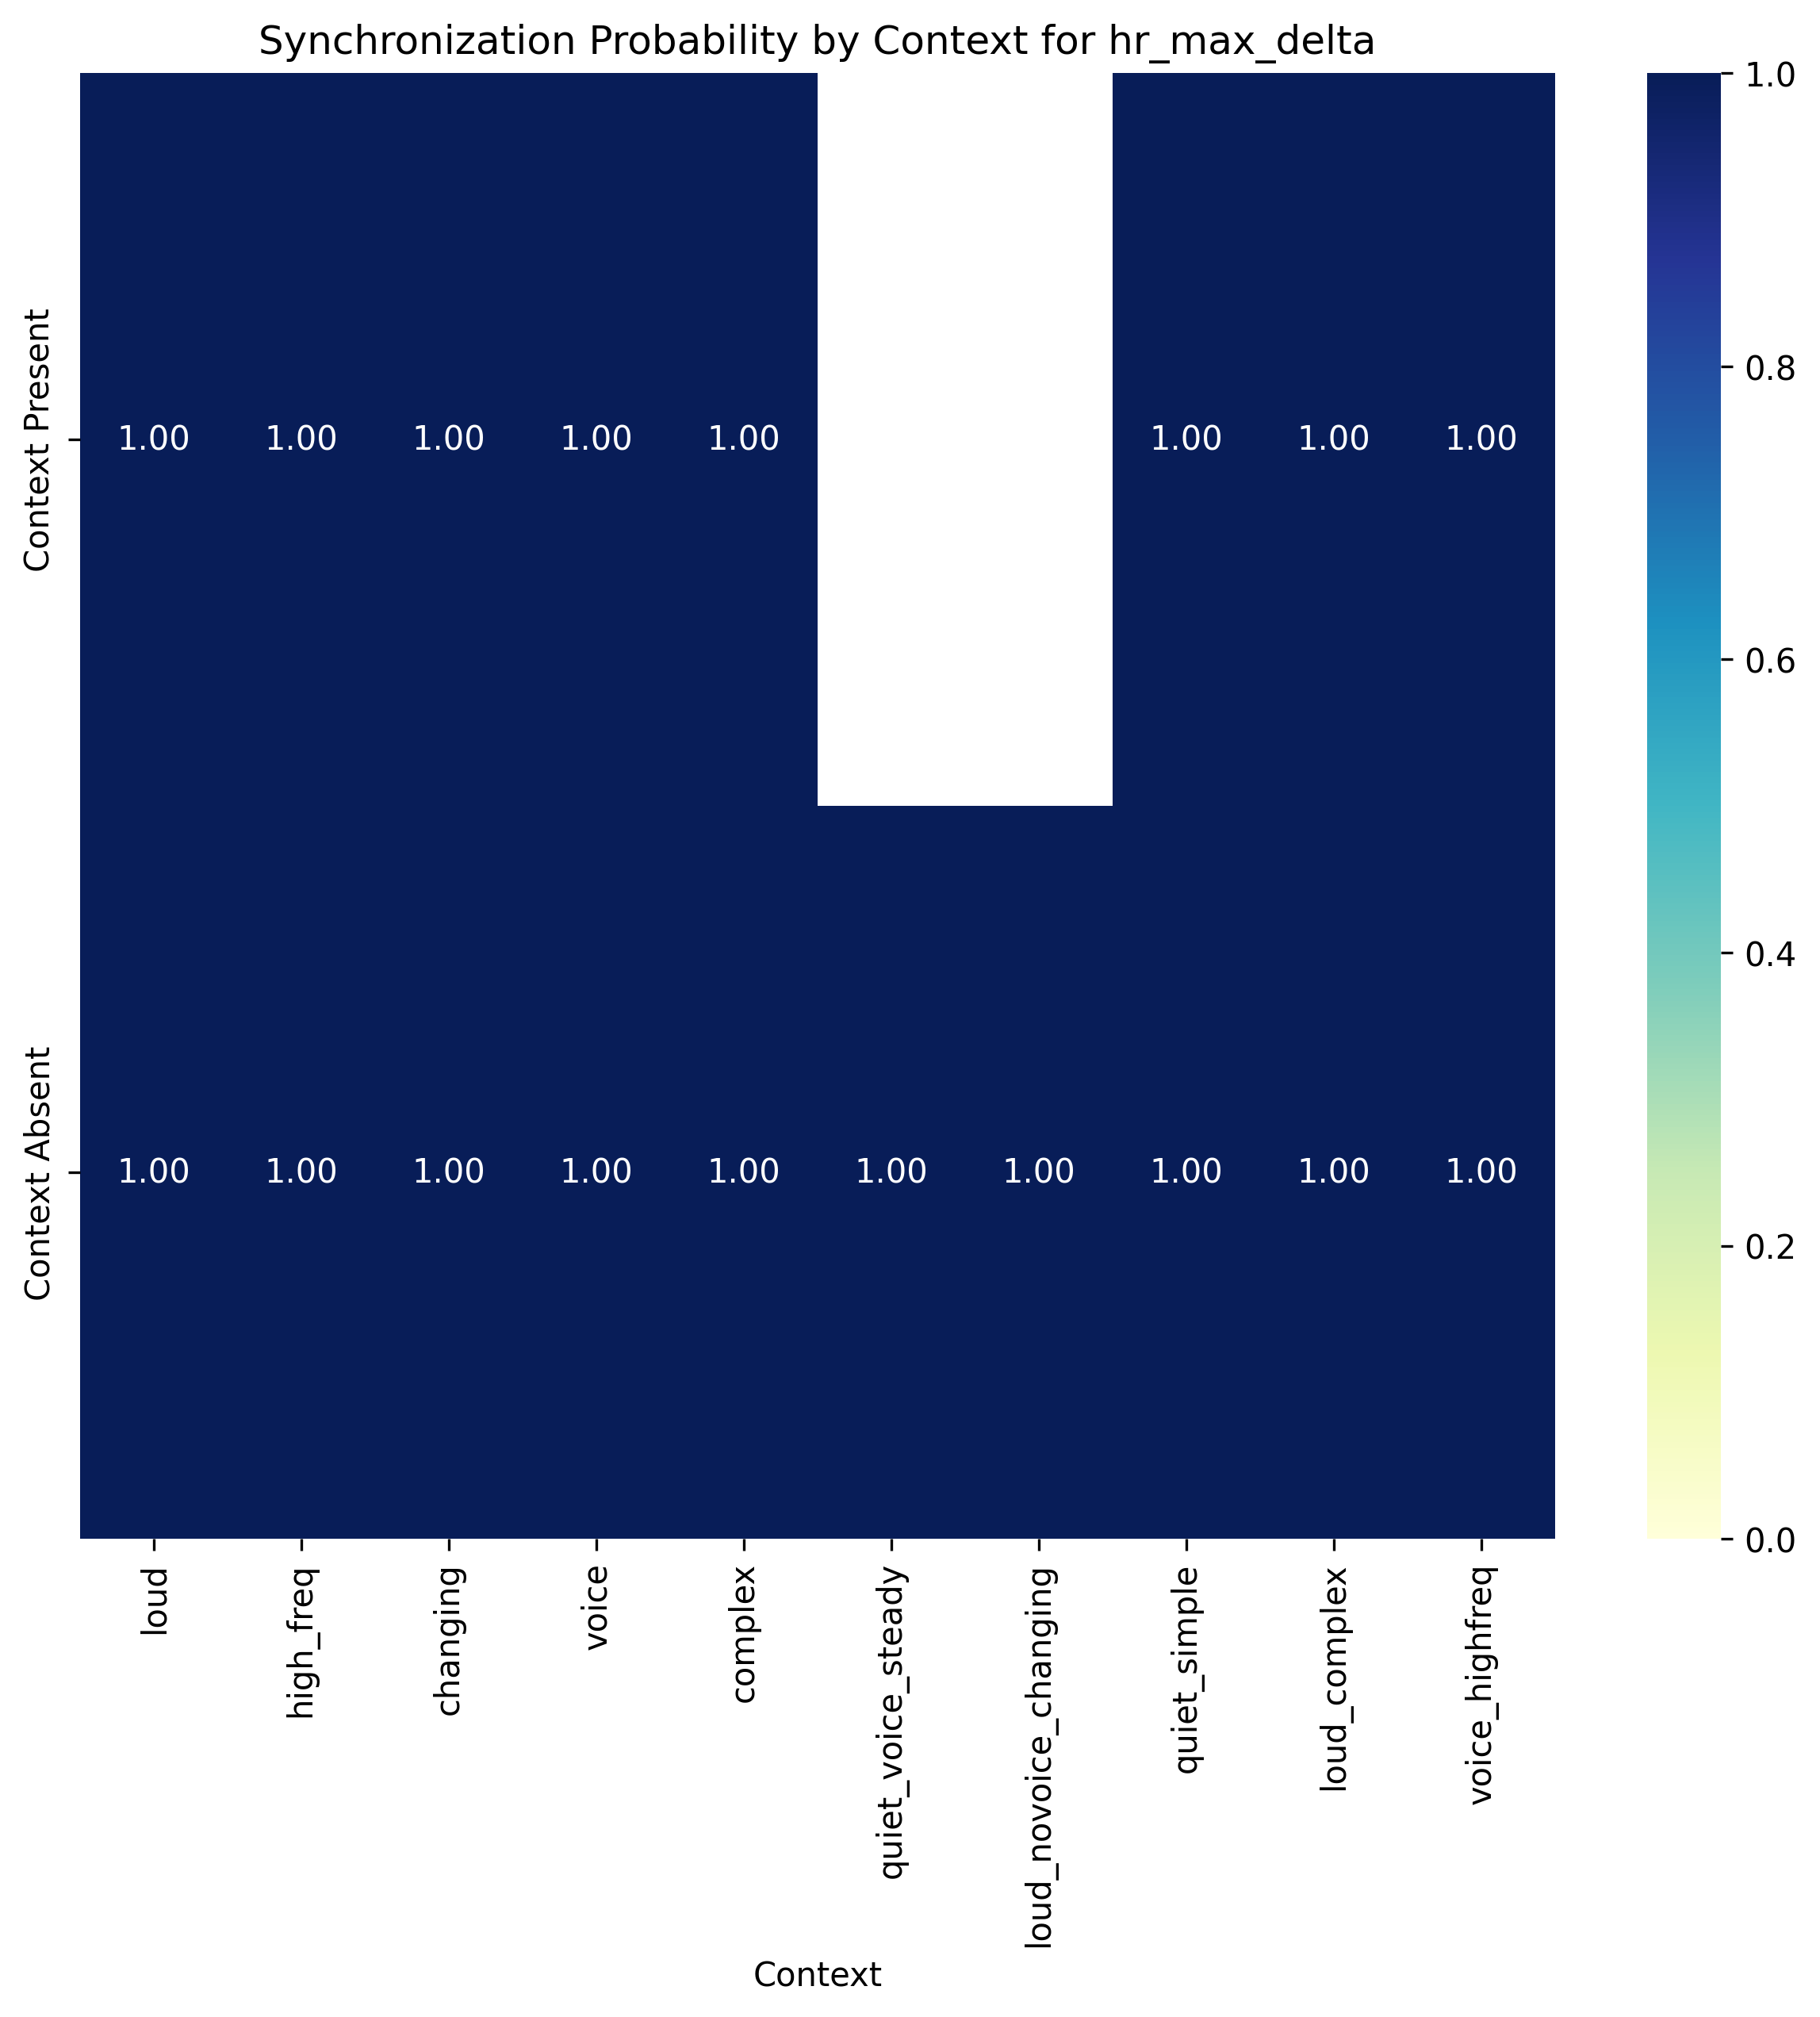 Synchronization Probability by Context for hr_max_delta
Context Present
1.00 1.00 1.00 1.00 1.00 1.00 1.00 1.00
Context Absent
1.00 1.00 1.00 1.00 1.00 1.00 1.00 1.00 1.00 1.00
loud
high_freq
changing
voice
complex
quiet_voice_steady
loud_novoice_changing
quiet_simple
loud_complex
voice_highfreq
Context
1.0
0.8
0.6
0.4
0.2
0.0